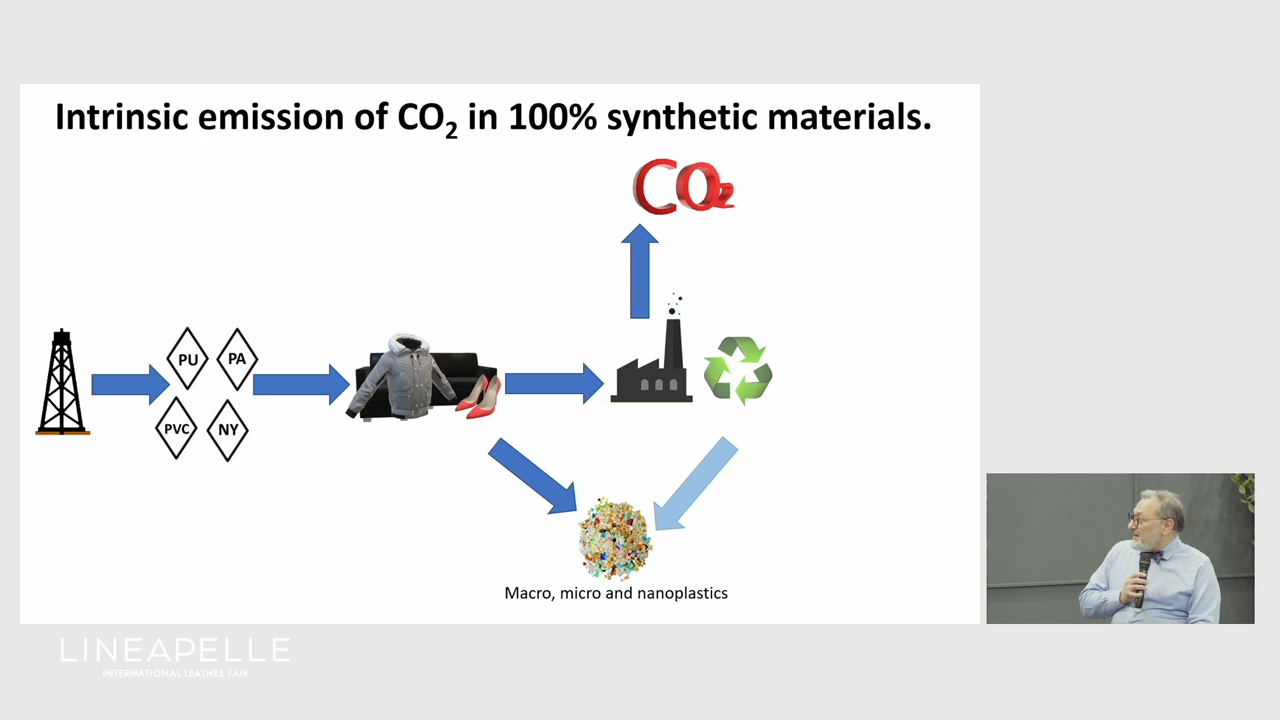 Intrinsic emission of CO₂ in 100% synthetic materials.
CO₂
PU
PA
PVC
NY
Macro, micro and nanoplastics
LINEAPELLE
INTERNATIONAL LEATHER FAIR